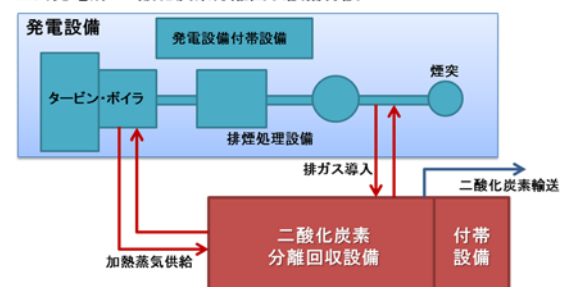 発電設備
発電設備付帯設備
煙突
タービン・ボイラ
排煙処理設備
排ガス導入
二酸化炭素輸送
二酸化炭素
分離回収設備
付帯
設備
加熱蒸気供給